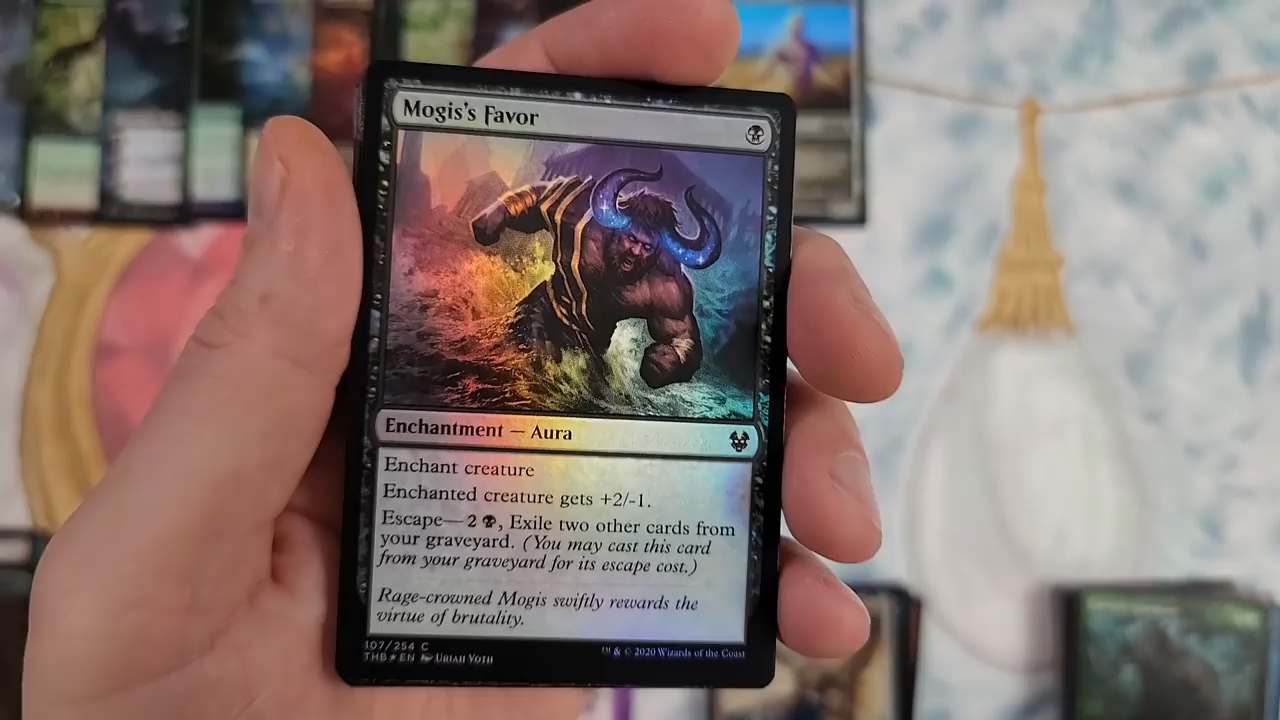 Mogis's Favor
Enchantment — Aura
Enchant creature
Enchanted creature gets +2/-1.
Escape—2, Exile two other cards from
your graveyard. (You may cast this card
from your graveyard for its escape cost.)
Rage-crowned Mogis swiftly rewards the
virtue of brutality.
107/254 C
THB★EN Uriah Voth
™ & © 2020 Wizards of the Coast